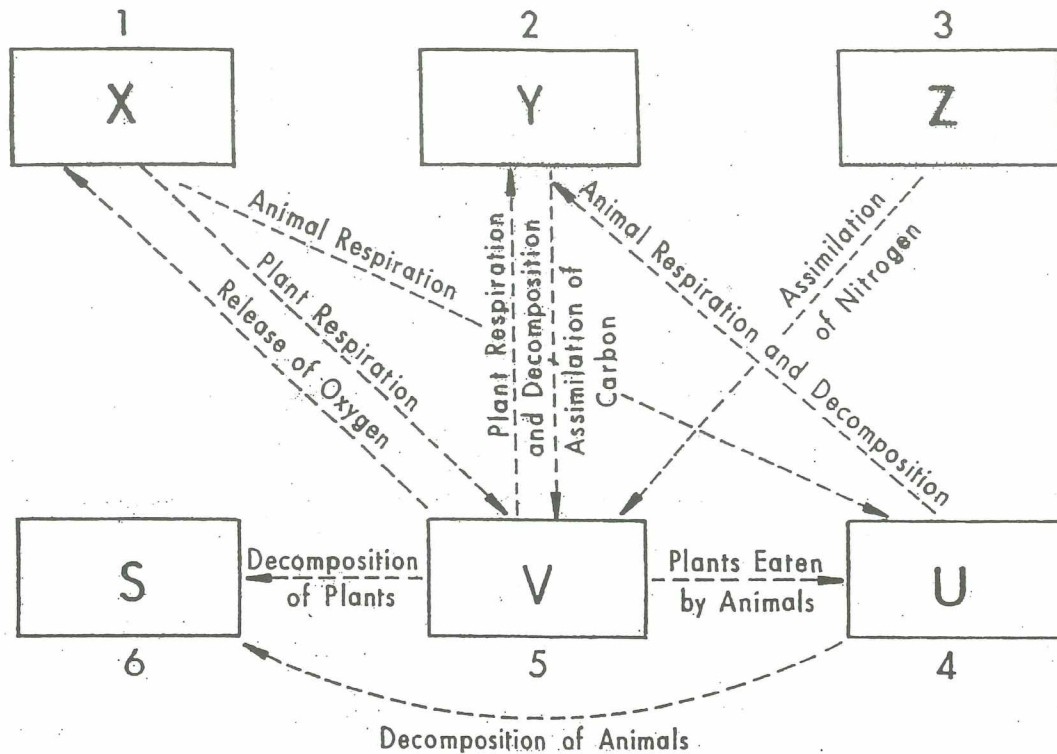 1
2
3
X
Y
Z
Animal Respiration
Plant Respiration
Release of Oxygen
Plant Respiration
and Decomposition
Assimilation of
Carbon
Animal Respiration and Decomposition
Assimilation
of Nitrogen
S
Decomposition
of Plants
V
Plants Eaten
by Animals
U
6
5
4
Decomposition of Animals